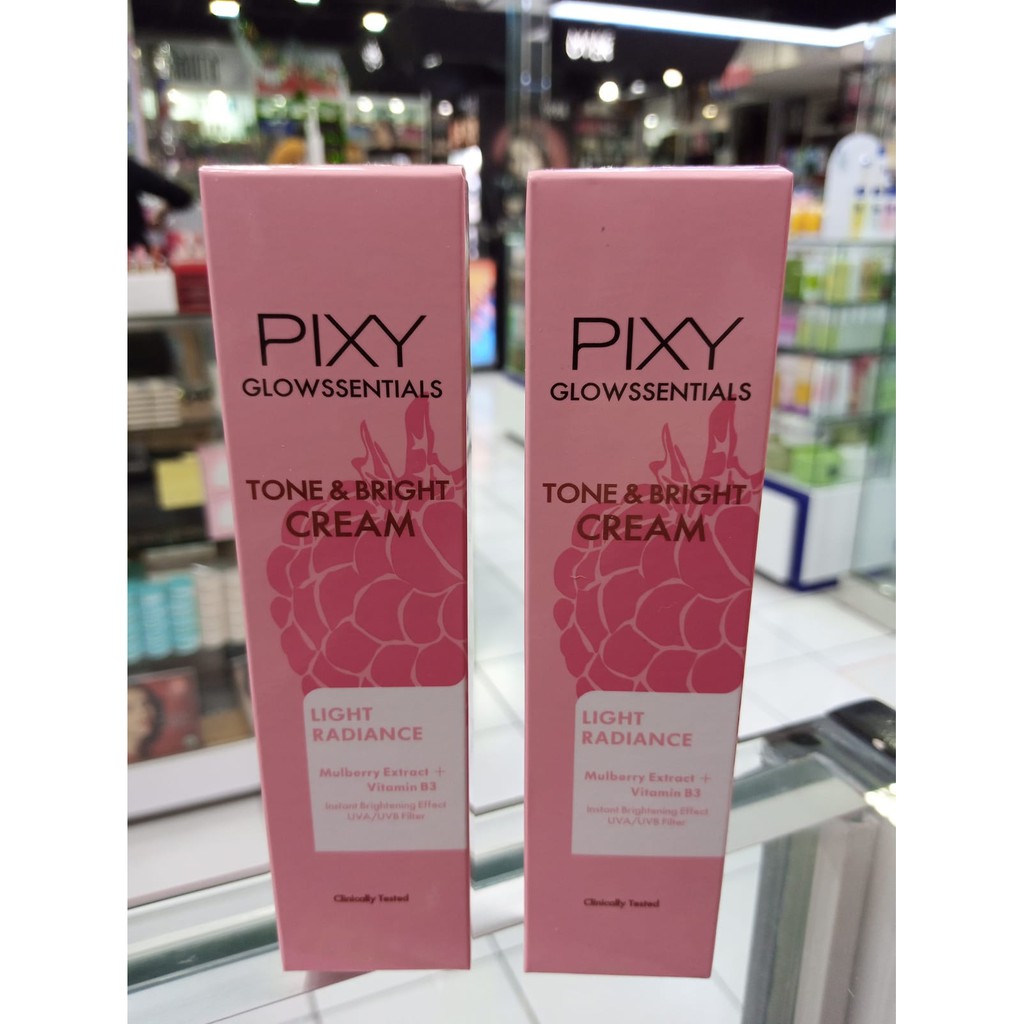 PIXY
GLOWSSENTIALS
TONE & BRIGHT
CREAM
LIGHT
RADIANCE
Mulberry Extract +
Vitamin B3
Instant Brightening Effect
UVA/UVB Filter
Clinically Tested
PIXY
GLOWSSENTIALS
TONE & BRIGHT
CREAM
LIGHT
RADIANCE
Mulberry Extract +
Vitamin B3
Instant Brightening Effect
UVA/UVB Filter
Clinically Tested